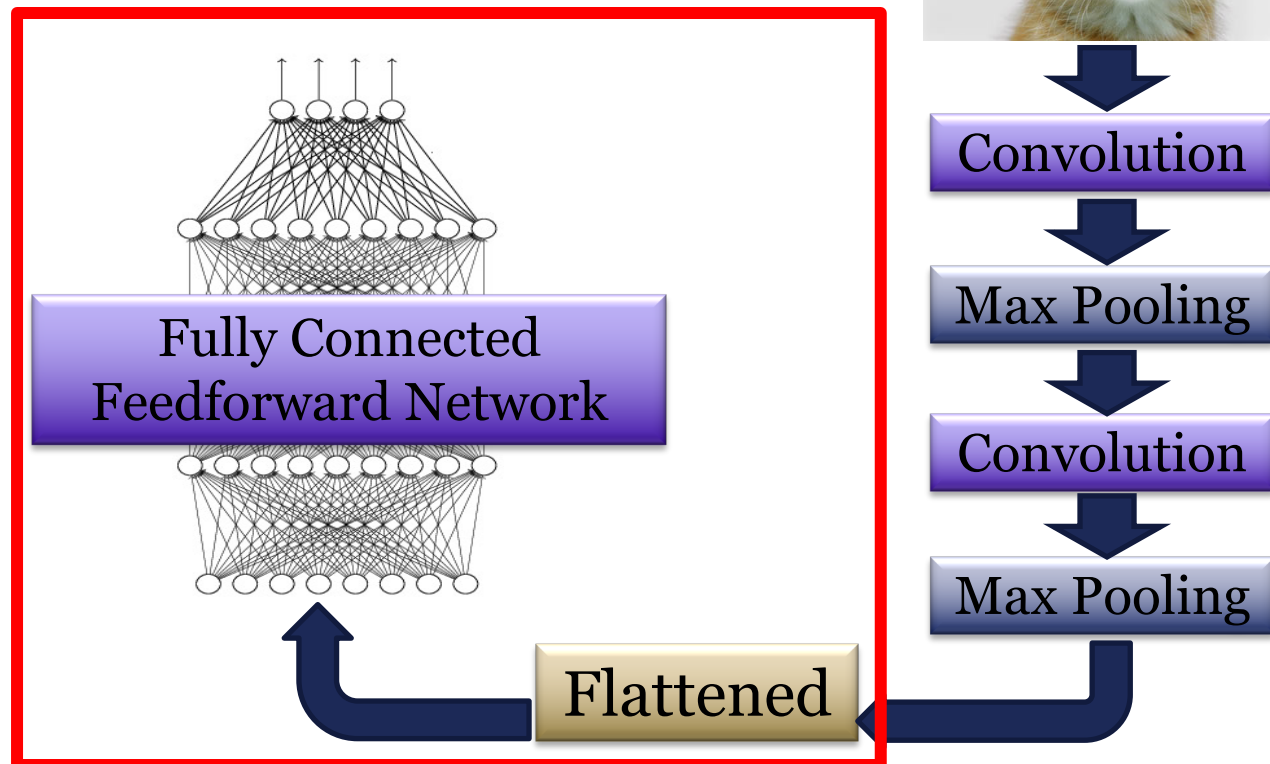 Convolution
Max Pooling
Convolution
Max Pooling
Flattened
Fully Connected
Feedforward Network